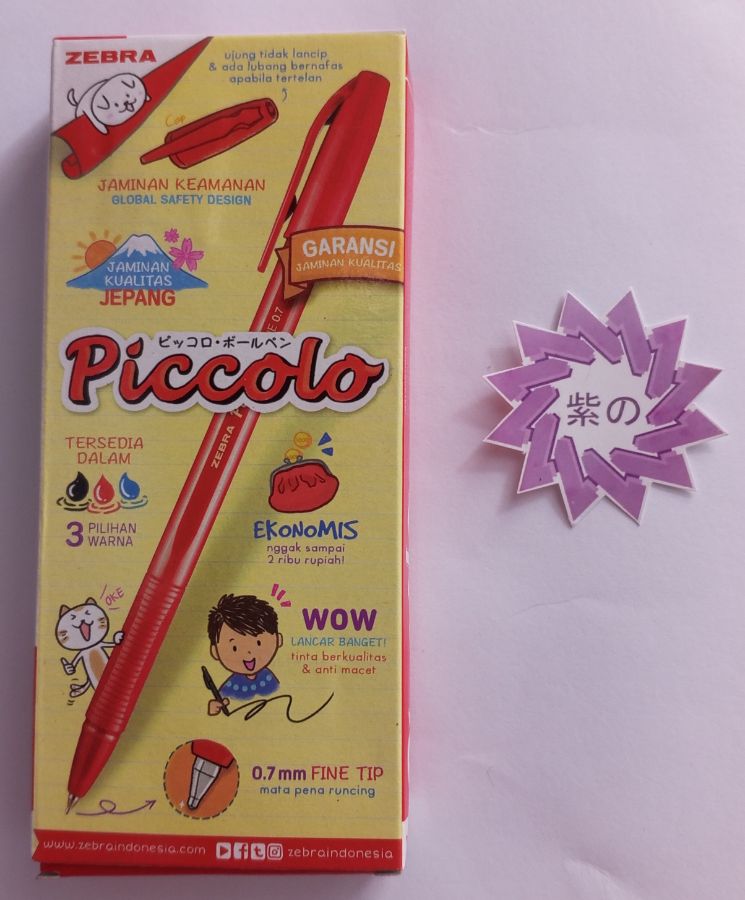 ZEBRA
ujung tidak lancip
& ada lubang bernafas
apabila tertelan
Cap
JAMINAN KEAMANAN
GLOBAL SAFETY DESIGN
GARANSI
JAMINAN KUALITAS
JAMINAN
KUALITAS
JEPANG
E 0.7
ピッコロ・ボールペン
Piccolo
ZEBRA
紫の
TERSEDIA
DALAM
3 PILIHAN
WARNA
EKONOMIS
nggak sampai
2 ribu rupiah!
OKE
WOW
LANCAR BANGET!
tinta berkualitas
& anti macet
0.7mm FINE TIP
mata pena runcing
www.zebraindonesia.com
zebraindonesia